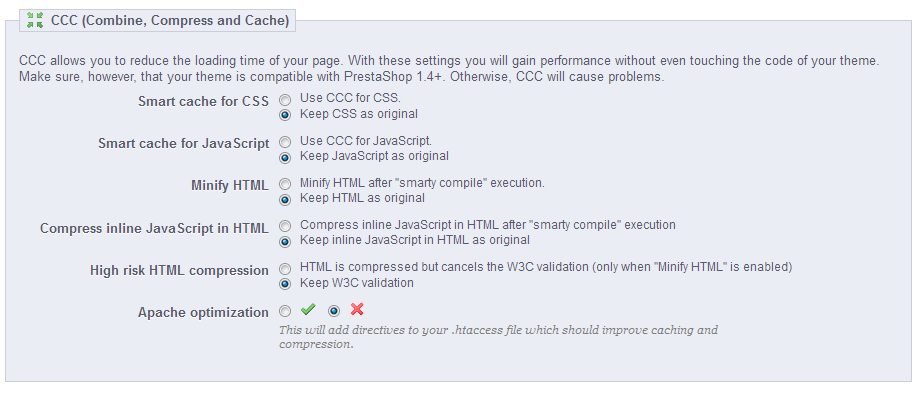 CCC (Combine, Compress and Cache)
CCC allows you to reduce the loading time of your page. With these settings you will gain performance without even touching the code of your theme.
Make sure, however, that your theme is compatible with PrestaShop 1.4+. Otherwise, CCC will cause problems.
Smart cache for CSS Use CCC for CSS.
Keep CSS as original
Smart cache for JavaScript Use CCC for JavaScript.
Keep JavaScript as original
Minify HTML Minify HTML after "smarty compile" execution.
Keep HTML as original
Compress inline JavaScript in HTML Compress inline JavaScript in HTML after "smarty compile" execution
Keep inline JavaScript in HTML as original
High risk HTML compression HTML is compressed but cancels the W3C validation (only when "Minify HTML" is enabled)
Keep W3C validation
Apache optimization
This will add directives to your .htaccess file which should improve caching and
compression.